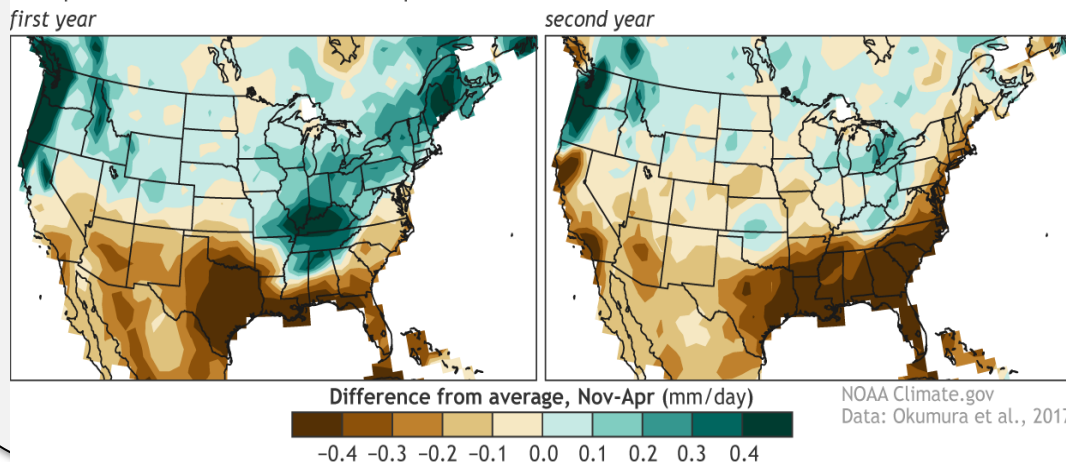 first year
second year
Difference from average, Nov-Apr (mm/day)
−0.4 −0.3 −0.2 −0.1 0.0 0.1 0.2 0.3 0.4
NOAA Climate.gov
Data: Okumura et al., 2017